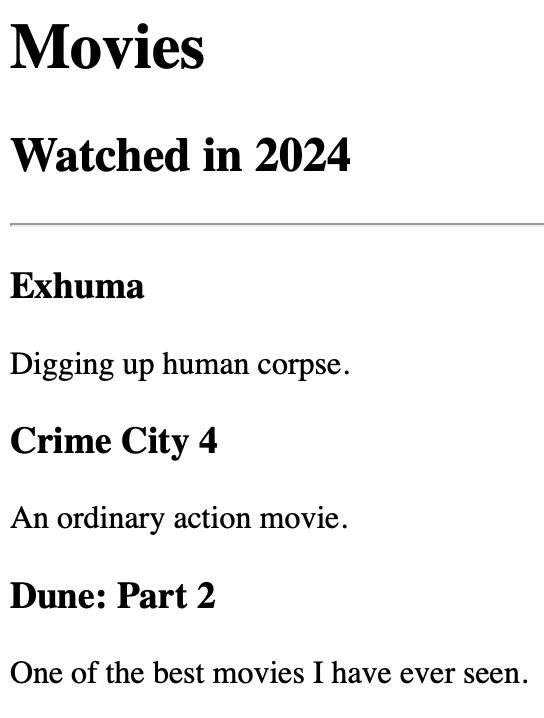 Movies
Watched in 2024
Exhuma
Digging up human corpse.
Crime City 4
An ordinary action movie.
Dune: Part 2
One of the best movies I have ever seen.